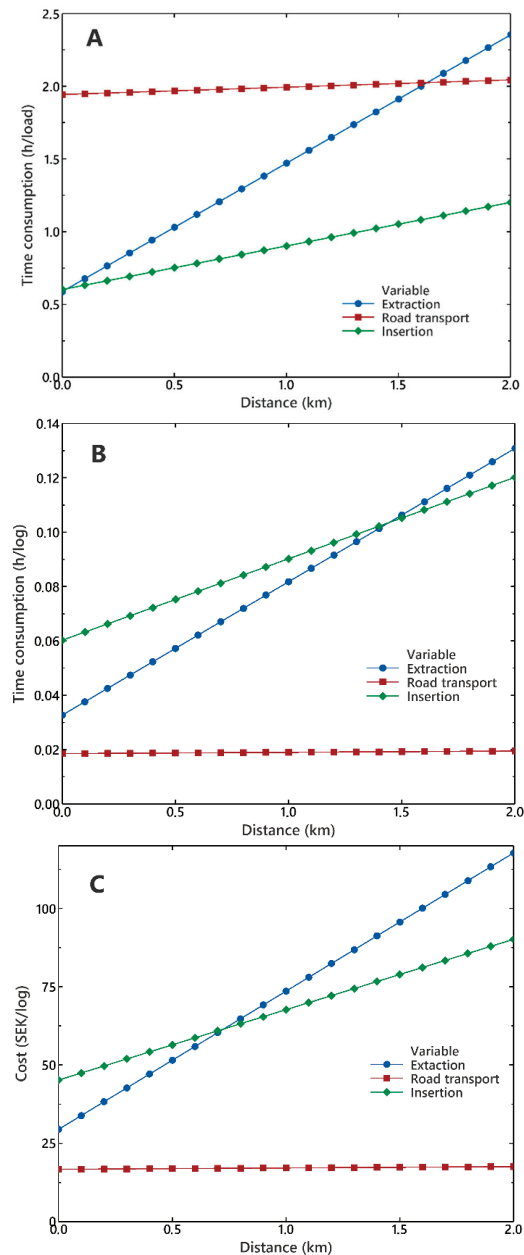 A
2.5
2.0
1.5
1.0
0.5
0.0
Time consumption (h/load)
Variable
Extraction
Road transport
Insertion
0.0 0.5 1.0 1.5 2.0
Distance (km)
B
0.14
0.12
0.10
0.08
0.06
0.04
0.02
0.00
Time consumption (h/log)
Variable
Extraction
Road transport
Insertion
0.0 0.5 1.0 1.5 2.0
Distance (km)
C
100
75
50
25
0
Cost (SEK/log)
Variable
Extaction
Road transport
Insertion
0.0 0.5 1.0 1.5 2.0
Distance (km)